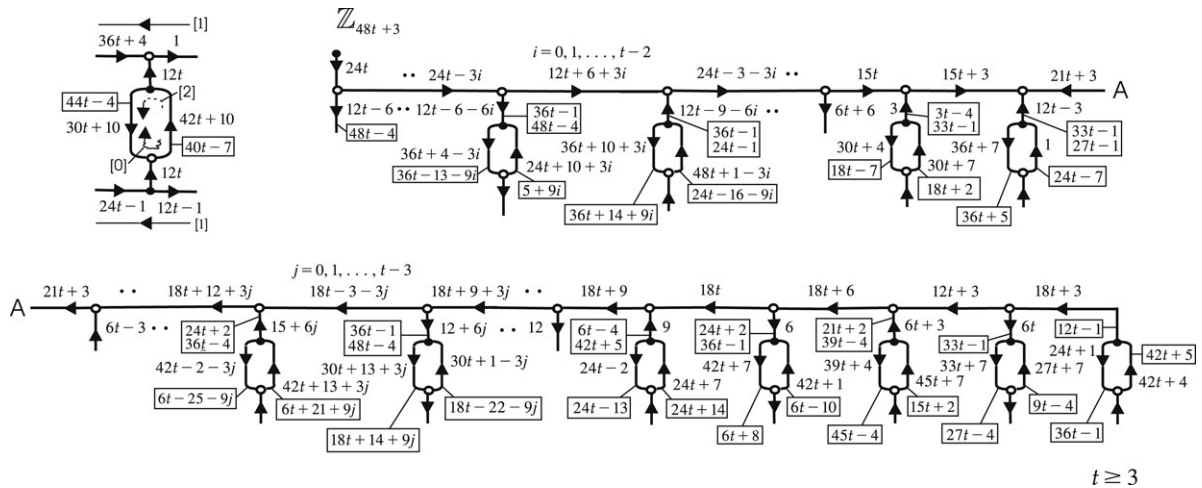 [1]
36t+4 1
12t
44t−4 [2]
30t+10 42t+10
40t−7
[0]
12t
24t−1 12t−1
[1]
ℤ48t+3
i=0, 1, . . . , t−2
24t ·· 24t−3i 12t+6+3i 24t−3−3i ·· 15t 15t+3 21t+3 A
12t−6 ·· 12t−6−6i 36t−1 12t−9−6i ·· 6t+6 3 3t−4 12t−3
48t−4 48t−4 36t−1 33t−1 33t−1
24t−1 27t−1
36t+4−3i 24t+10+3i 36t+10+3i 48t+1−3i 30t+4 30t+7 36t+7 1
36t−13−9i 5+9i 24t−16−9i 18t−7 18t+2 24t−7
36t+14+9i 36t+5
j=0, 1, . . . , t−3
A 21t+3 ·· 18t+12+3j 18t−3−3j 18t+9+3j ·· 18t+9 18t 18t+6 12t+3 18t+3
6t−3 ·· 24t+2 15+6j 36t−1 12+6j ·· 12 6t−4 9 24t+2 6 21t+2 6t+3 6t 12t−1
36t−4 48t−4 42t+5 36t−1 39t−4 33t−1
42t−2−3j 42t+13+3j 30t+13+3j 30t+1−3j 24t−2 24t+7 42t+7 42t+1 39t+4 45t+7 33t+7 27t+7 24t+1 42t+5
42t+4
6t−25−9j 6t+21+9j 18t−22−9j 24t−13 24t+14 6t−10 15t+2 9t−4
18t+14+9j 6t+8 45t−4 27t−4 36t−1
t ≥ 3